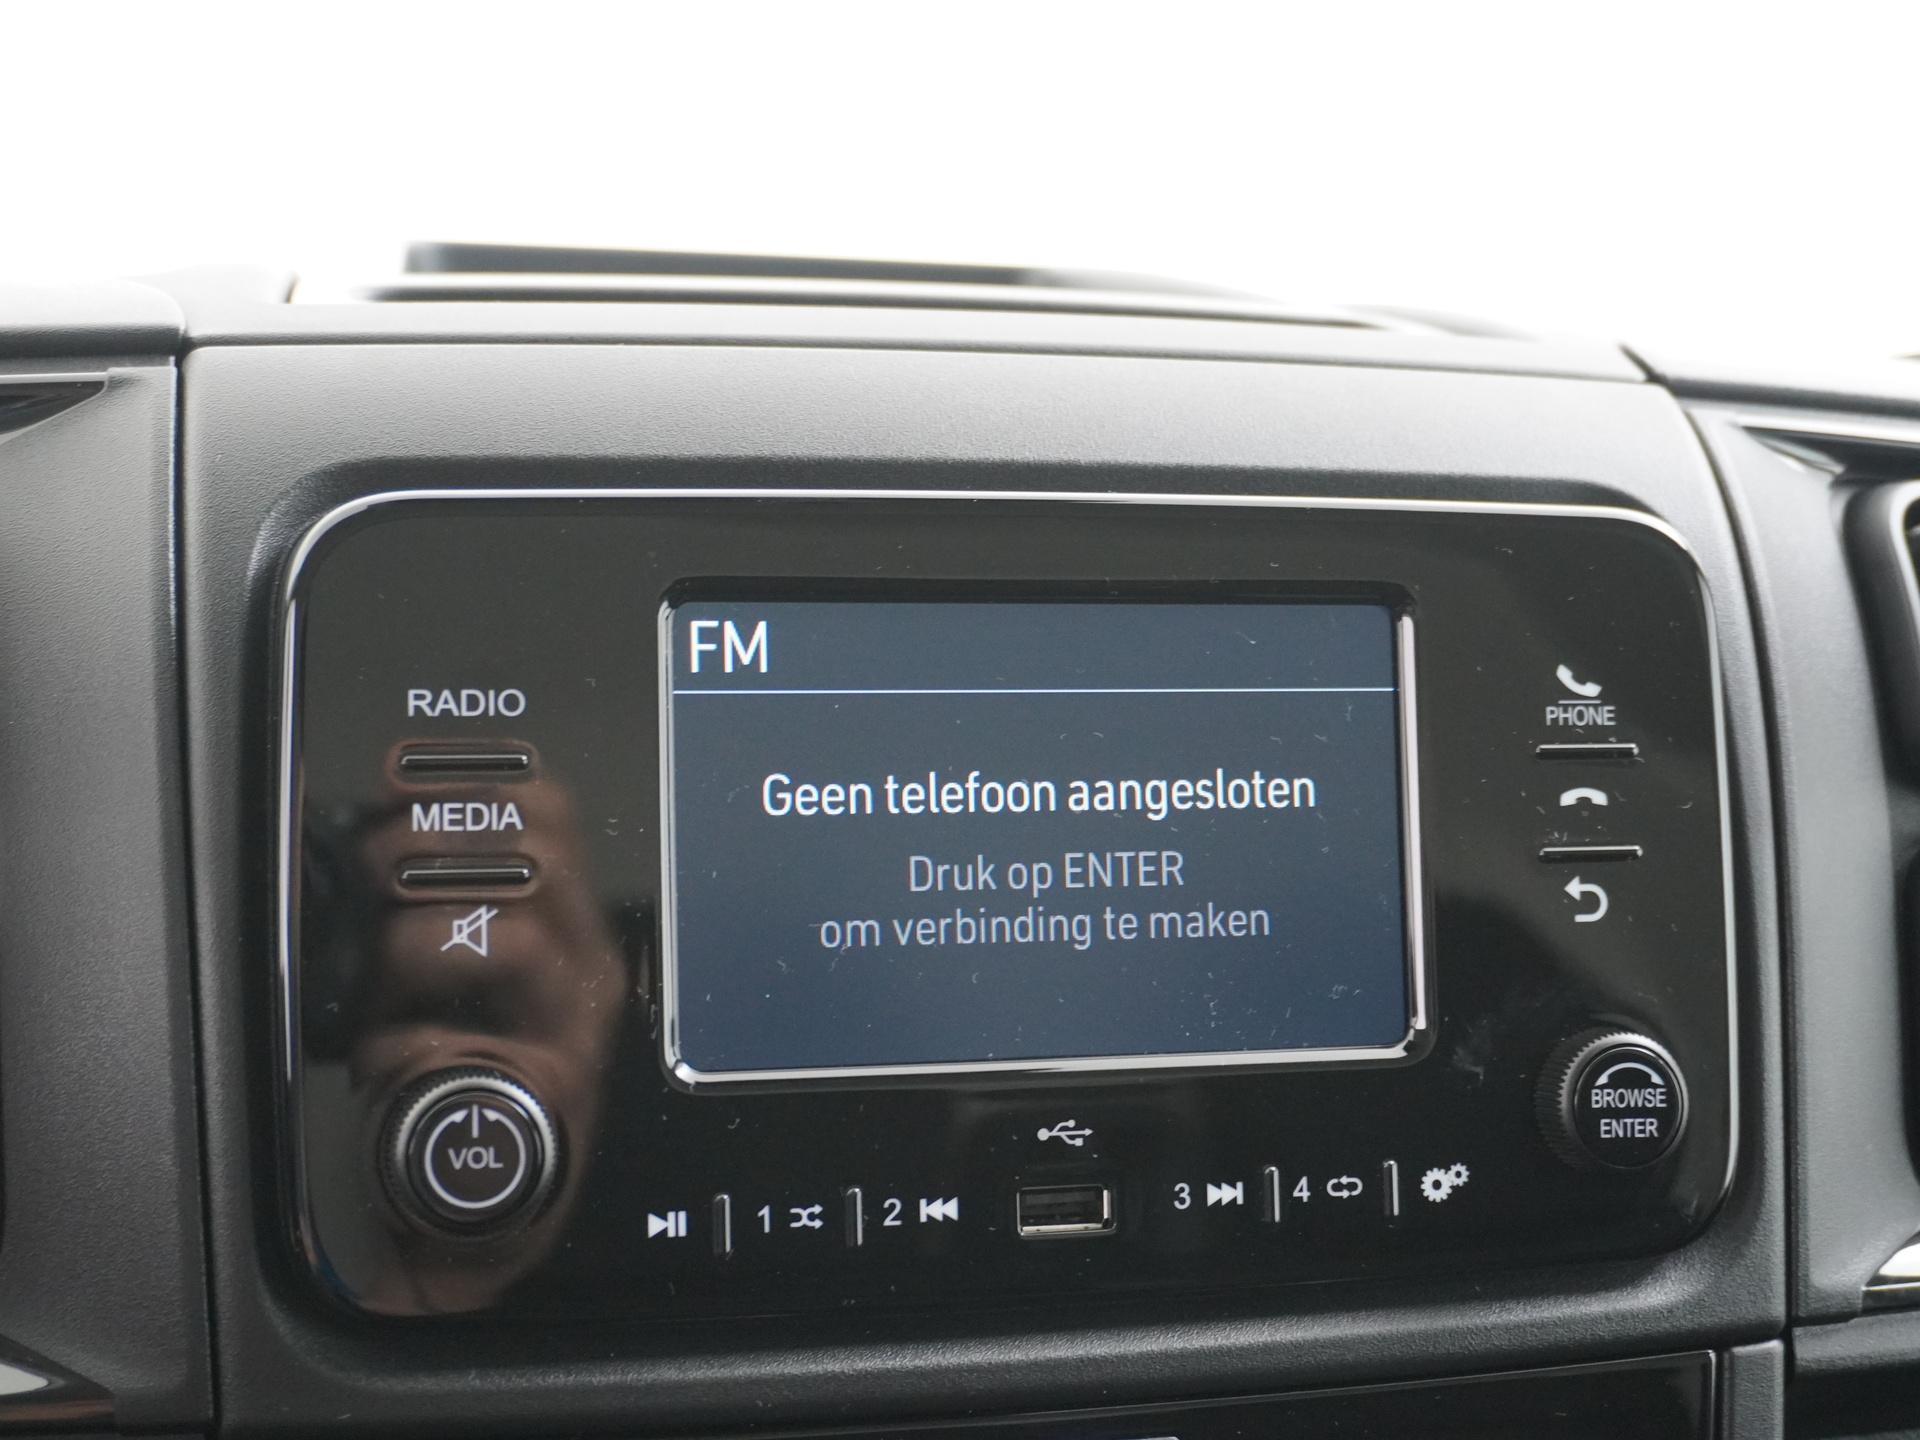 FM
Geen telefoon aangesloten
Druk op ENTER
om verbinding te maken
RADIO
MEDIA
VOL
PHONE
BROWSE
ENTER
1
2
3
4